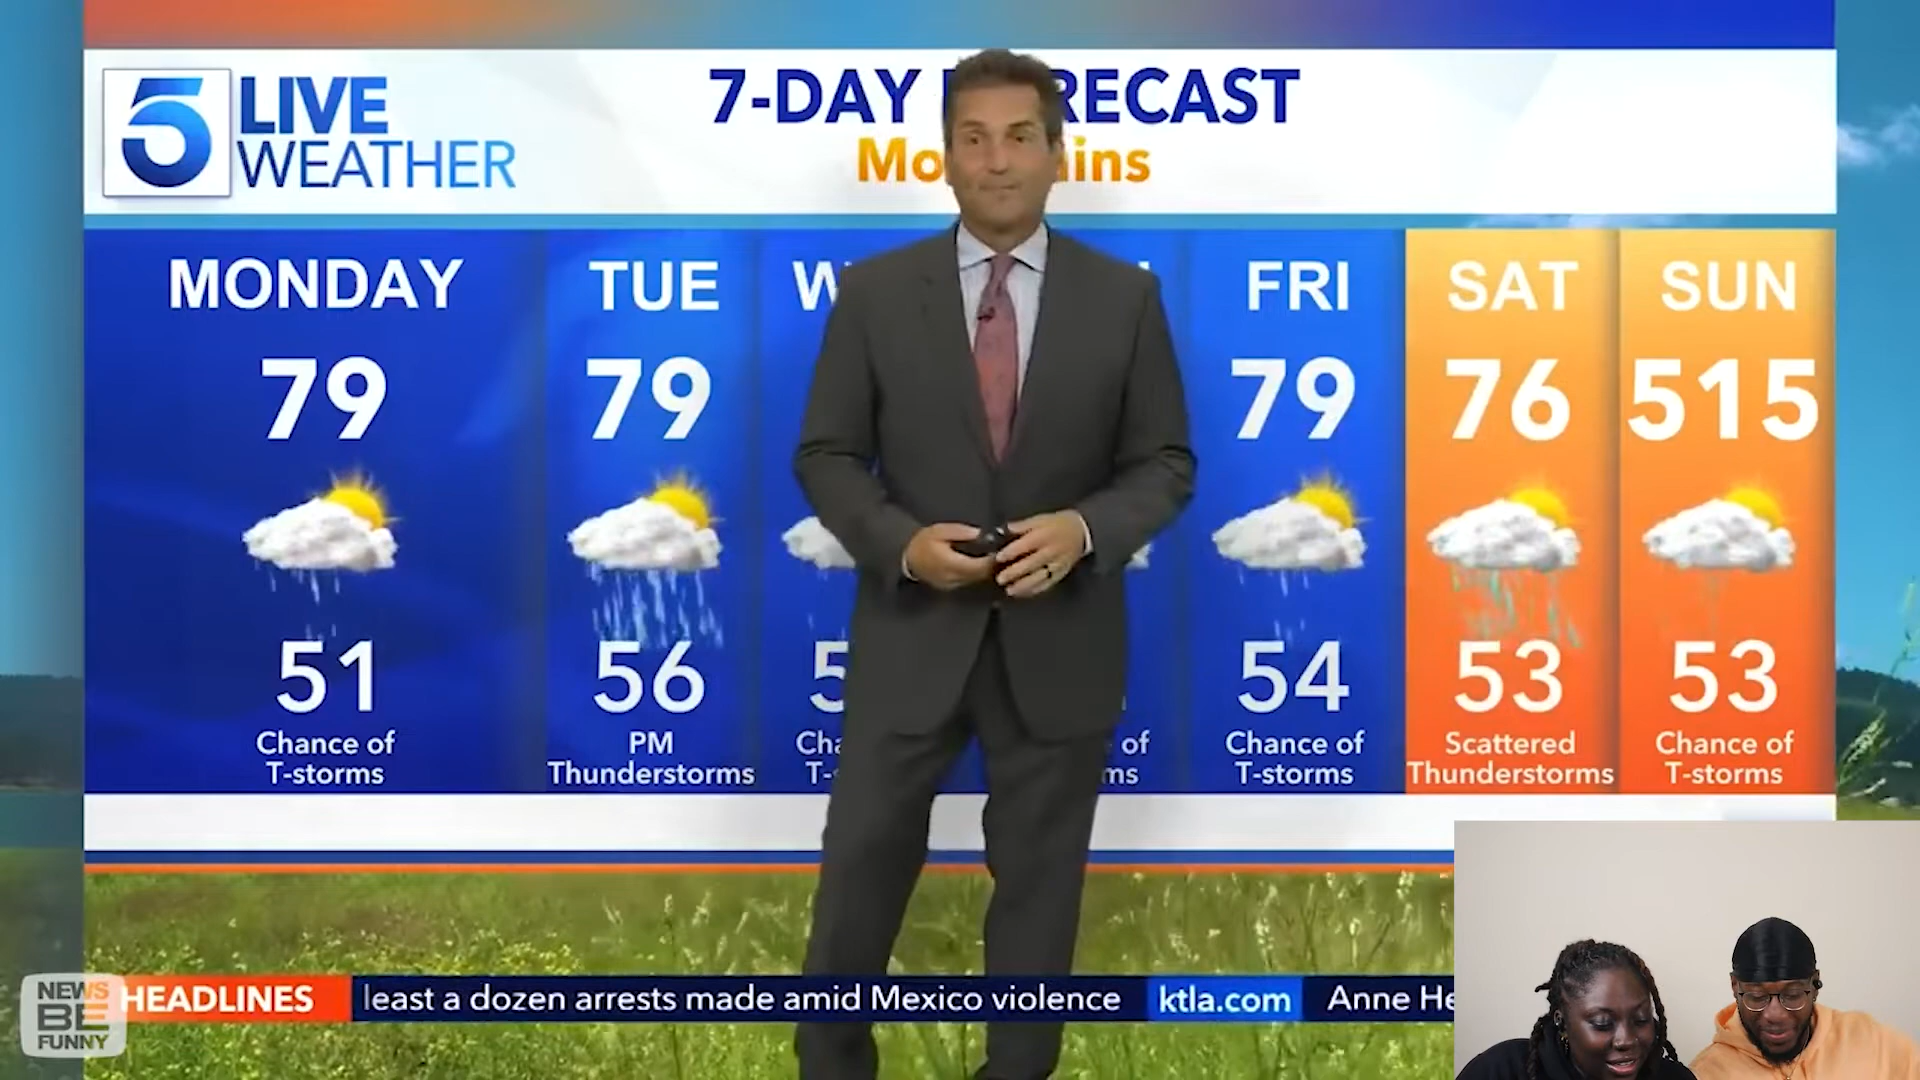 5 LIVE WEATHER
7-DAY RECAST
Mo ins
MONDAY TUE W FRI SAT SUN
79 79 79 76 515
51 56 5 54 53 53
Chance of T-storms
PM Thunderstorms
Chance of T-storms
Scattered Thunderstorms
Chance of T-storms
HEADLINES least a dozen arrests made amid Mexico violence ktla.com Anne He
NEWS BE FUNNY